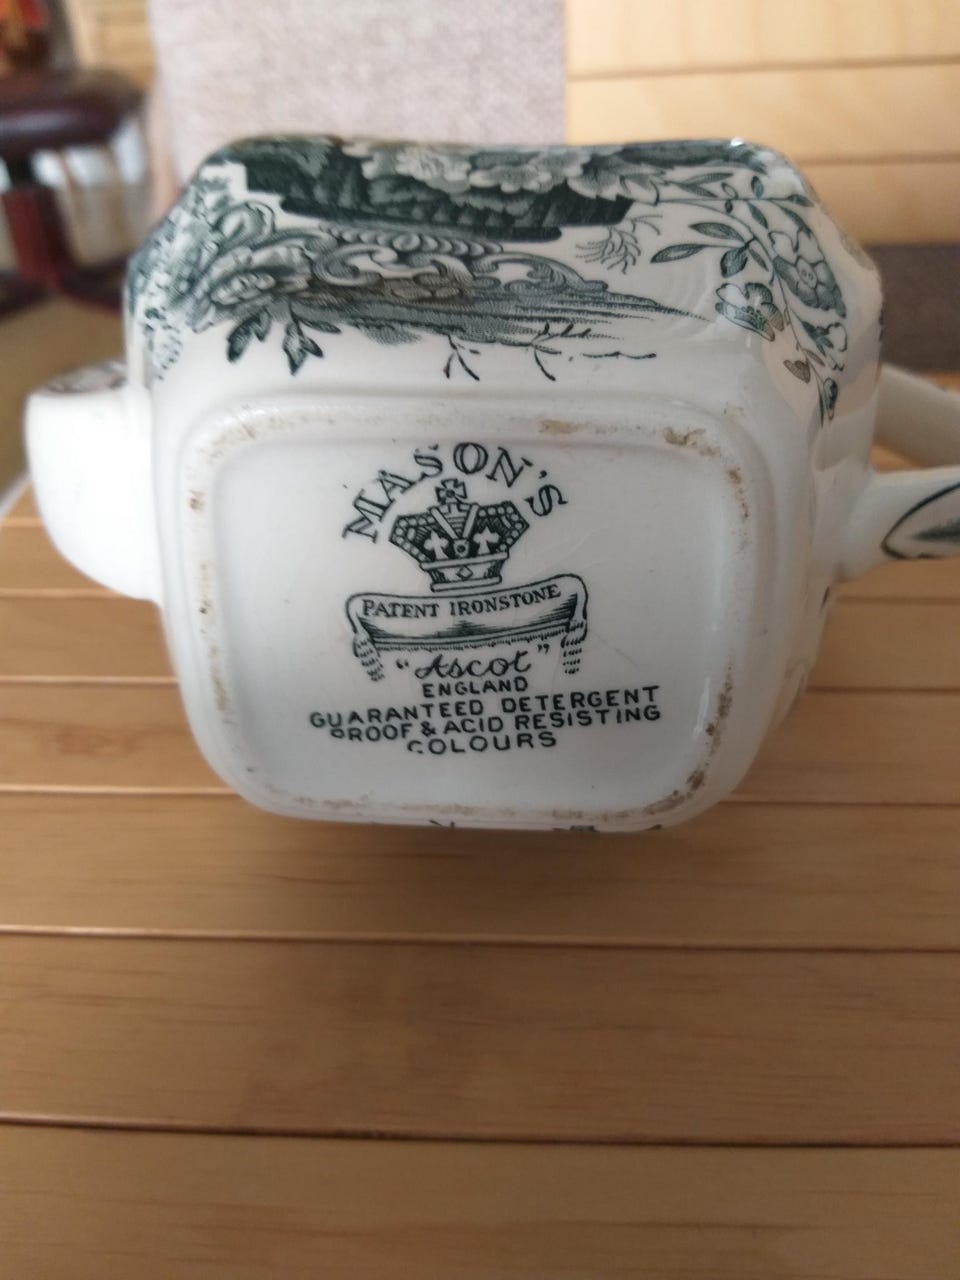 MASON'S
PATENT IRONSTONE
"Ascot"
ENGLAND
GUARANTEED DETERGENT
PROOF & ACID RESISTING
COLOURS